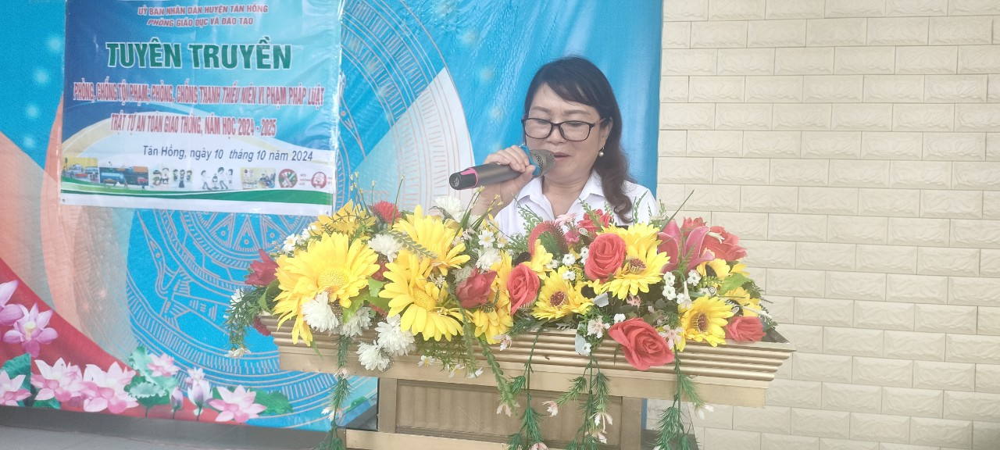 ỦY BAN NHÂN DÂN HUYỆN TÂN HỒNG
PHÒNG GIÁO DỤC VÀ ĐÀO TẠO
TUYÊN TRUYỀN
PHÒNG, CHỐNG TỘI PHẠM; PHÒNG, CHỐNG THANH THIẾU NIÊN VI PHẠM PHÁP LUẬT
TRẬT TỰ AN TOÀN GIAO THÔNG, NĂM HỌC 2024 - 2025
Tân Hồng, ngày 10 tháng 10 năm 2024